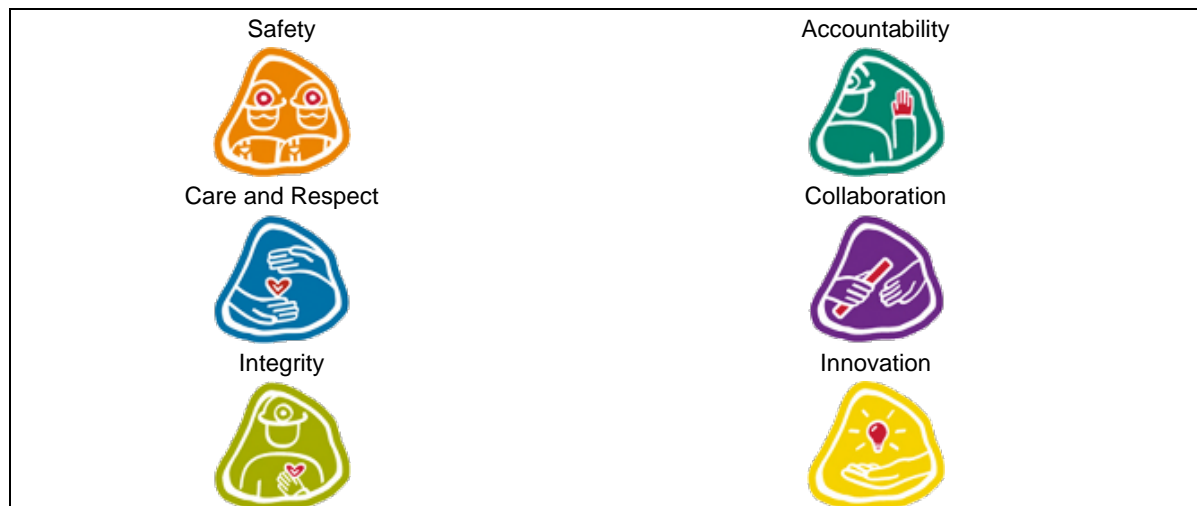 Safety
Accountability
Care and Respect
Collaboration
Integrity
Innovation